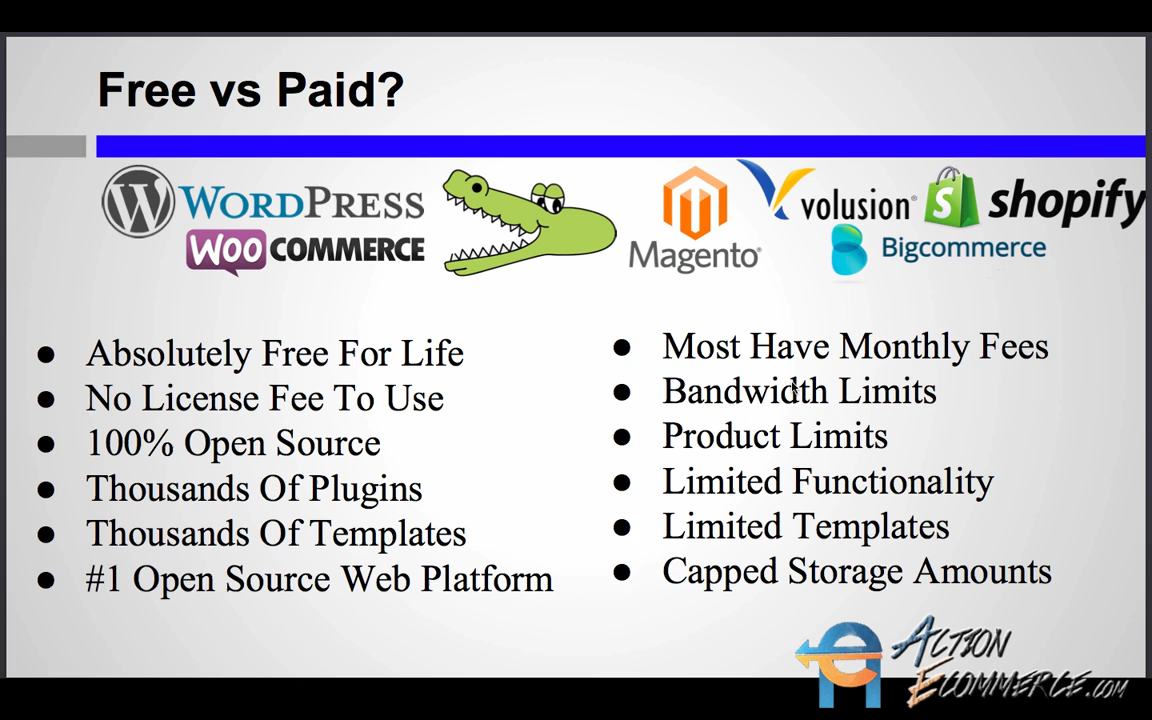 Free vs Paid?
WORDPRESS
WOO COMMERCE
Magento®
volusion®
shopify
Bigcommerce
● Absolutely Free For Life
● No License Fee To Use
● 100% Open Source
● Thousands Of Plugins
● Thousands Of Templates
● #1 Open Source Web Platform
● Most Have Monthly Fees
● Bandwidth Limits
● Product Limits
● Limited Functionality
● Limited Templates
● Capped Storage Amounts
ACTION
ECOMMERCE.COM